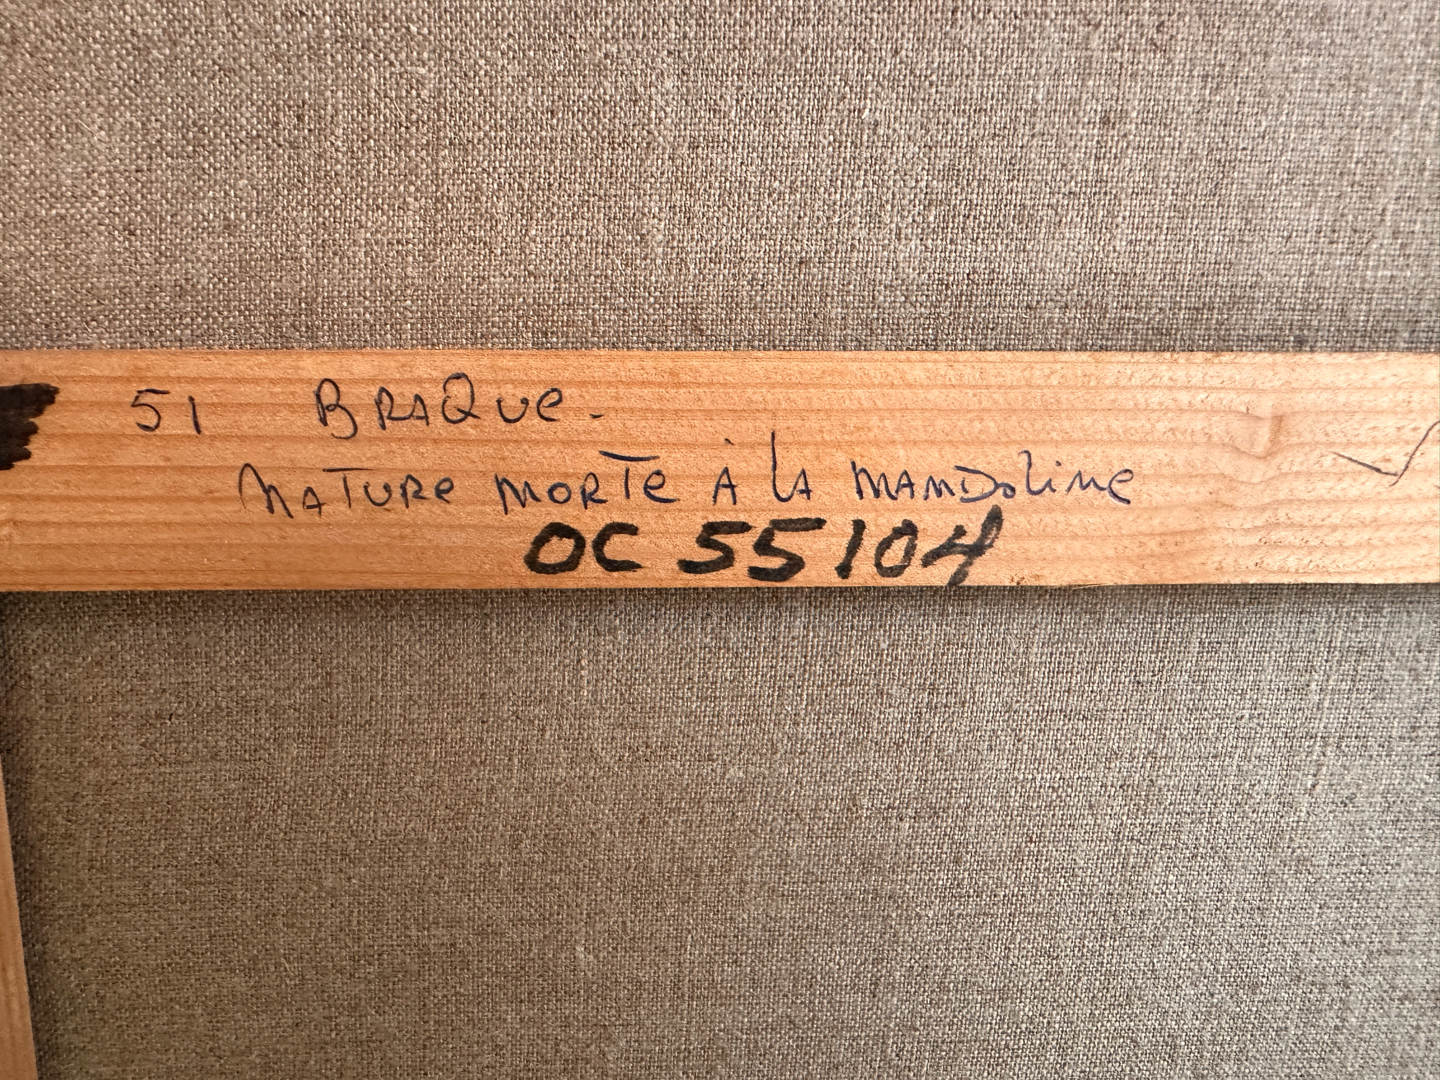 51 BRAQUE.-
NATURE MORTE À LA MANDOLINE
OC 55104